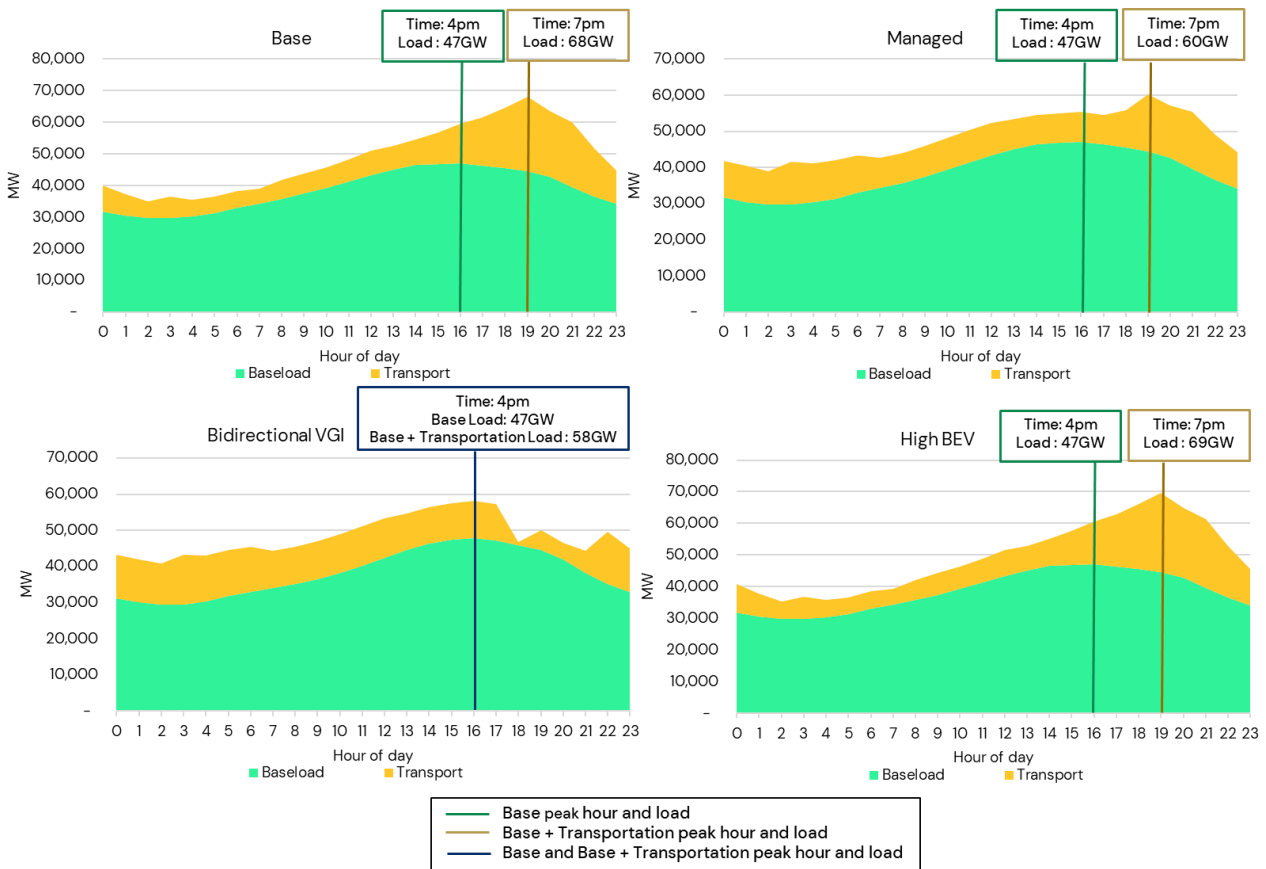 Base
Time: 4pm
Load : 47GW
Time: 7pm
Load : 68GW
80,000
70,000
60,000
50,000
40,000
30,000
20,000
10,000
-
MW
0 1 2 3 4 5 6 7 8 9 10 11 12 13 14 15 16 17 18 19 20 21 22 23
Hour of day
Baseload Transport
Managed
Time: 4pm
Load : 47GW
Time: 7pm
Load : 60GW
70,000
60,000
50,000
40,000
30,000
20,000
10,000
-
MW
0 1 2 3 4 5 6 7 8 9 10 11 12 13 14 15 16 17 18 19 20 21 22 23
Hour of day
Baseload Transport
Bidirectional VGI
Time: 4pm
Base Load: 47GW
Base + Transportation Load : 58GW
70,000
60,000
50,000
40,000
30,000
20,000
10,000
-
MW
0 1 2 3 4 5 6 7 8 9 10 11 12 13 14 15 16 17 18 19 20 21 22 23
Hour of day
Baseload Transport
High BEV
Time: 4pm
Load : 47GW
Time: 7pm
Load : 69GW
80,000
70,000
60,000
50,000
40,000
30,000
20,000
10,000
-
MW
0 1 2 3 4 5 6 7 8 9 10 11 12 13 14 15 16 17 18 19 20 21 22 23
Hour of day
Baseload Transport
Base peak hour and load
Base + Transportation peak hour and load
Base and Base + Transportation peak hour and load